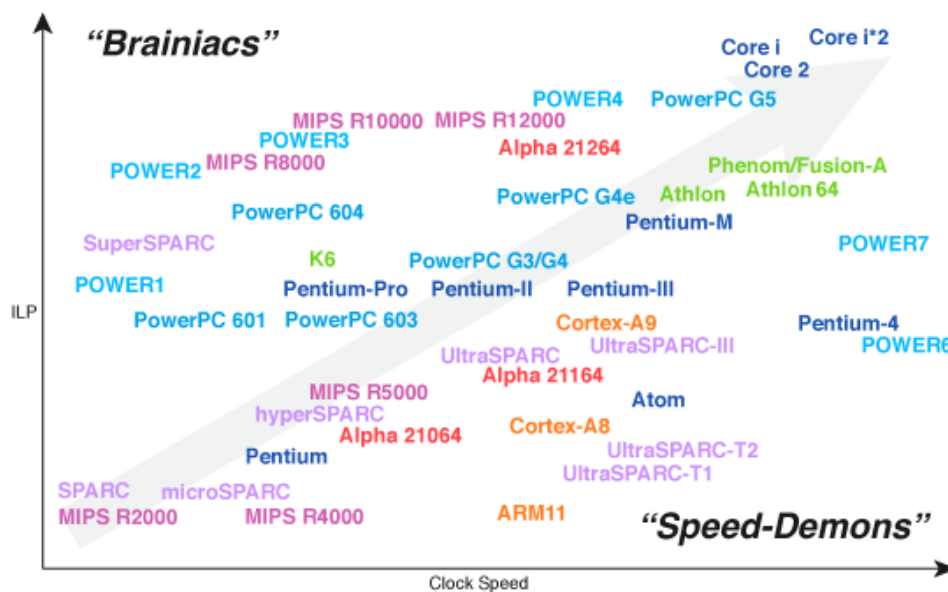 “Brainiacs”
Core i*2
Core i
Core 2
POWER4
PowerPC G5
MIPS R10000
MIPS R12000
POWER3
Alpha 21264
MIPS R8000
POWER2
Phenom/Fusion-A
Athlon 64
Athlon
PowerPC G4e
PowerPC 604
Pentium-M
SuperSPARC
POWER7
K6
PowerPC G3/G4
POWER1
Pentium-Pro
Pentium-II
Pentium-III
ILP
PowerPC 601
PowerPC 603
Cortex-A9
Pentium-4
UltraSPARC-III
POWER6
UltraSPARC
Alpha 21164
MIPS R5000
Atom
hyperSPARC
Cortex-A8
Alpha 21064
UltraSPARC-T2
Pentium
UltraSPARC-T1
SPARC
microSPARC
MIPS R2000
MIPS R4000
ARM11
“Speed-Demons”
Clock Speed